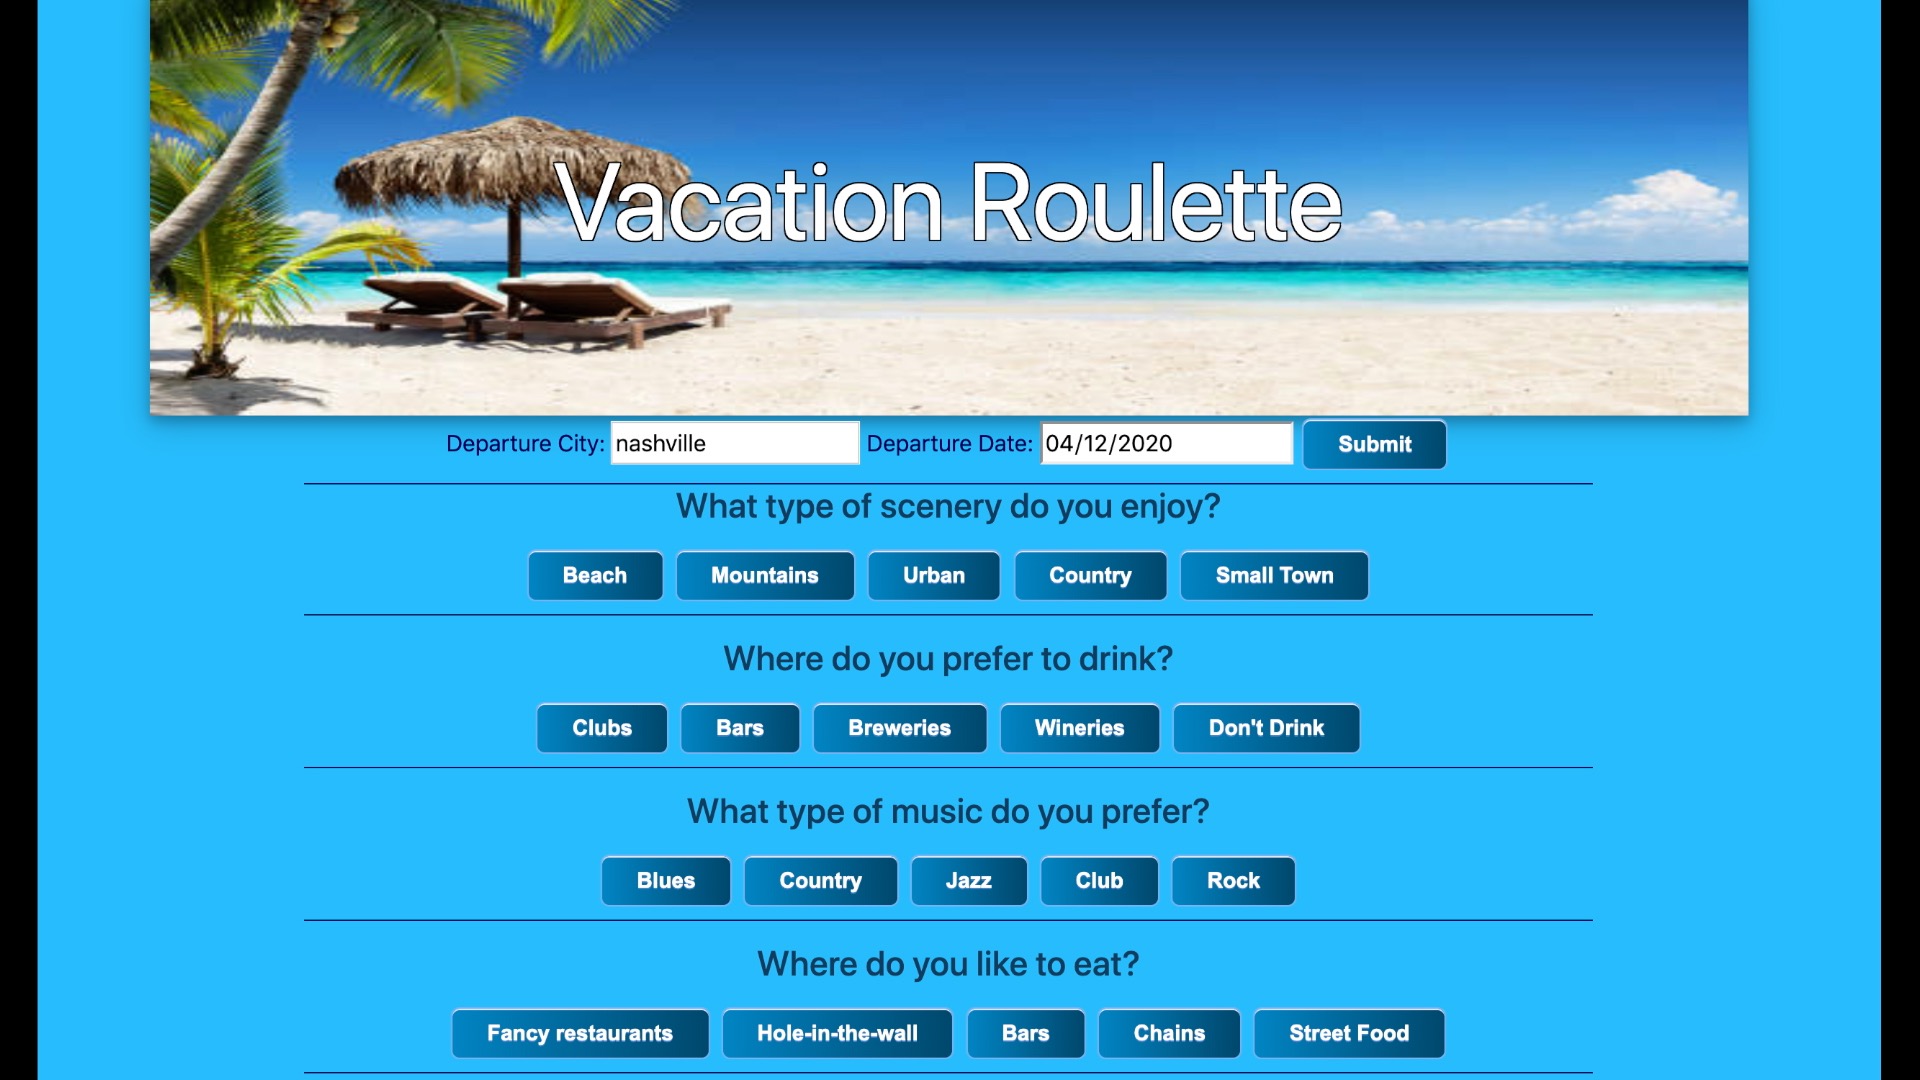 Vacation Roulette
Departure City: nashville Departure Date: 04/12/2020 Submit
What type of scenery do you enjoy?
Beach Mountains Urban Country Small Town
Where do you prefer to drink?
Clubs Bars Breweries Wineries Don't Drink
What type of music do you prefer?
Blues Country Jazz Club Rock
Where do you like to eat?
Fancy restaurants Hole-in-the-wall Bars Chains Street Food